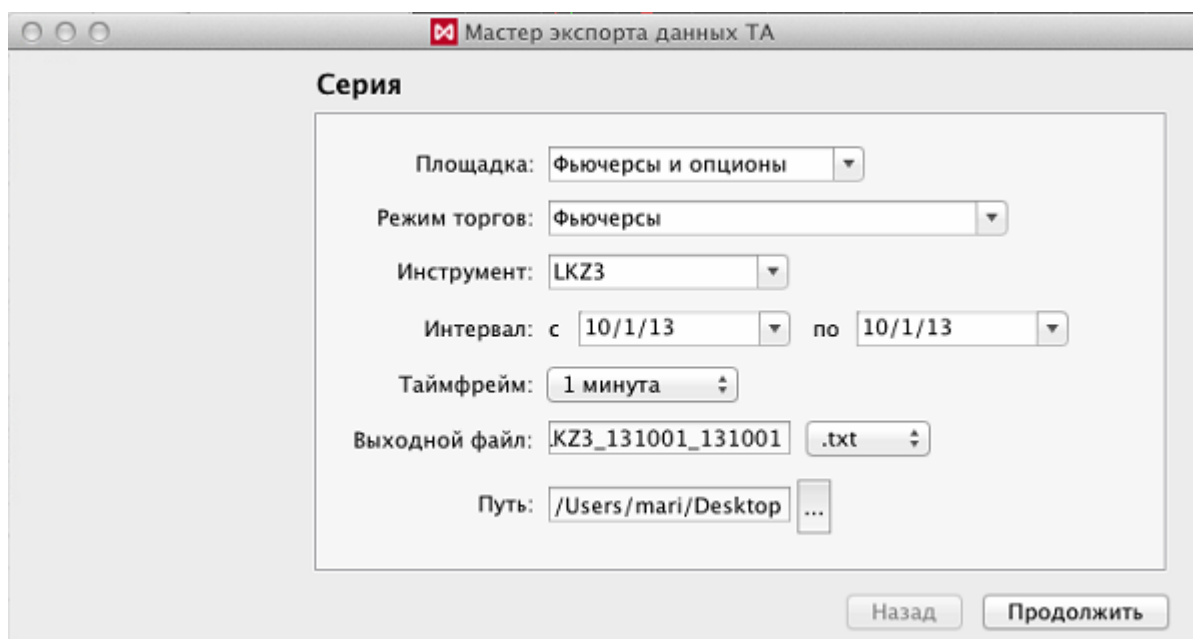 Мастер экспорта данных ТА
Серия
Площадка: Фьючерсы и опционы
Режим торгов: Фьючерсы
Инструмент: LKZ3
Интервал: с 10/1/13 по 10/1/13
Таймфрейм: 1 минута
Выходной файл: .KZ3_131001_131001 .txt
Путь: /Users/mari/Desktop ...
Назад Продолжить